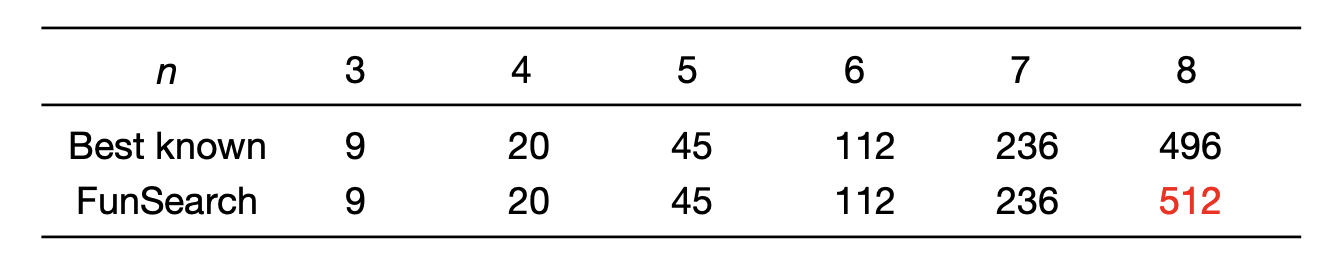 n 3 4 5 6 7 8
Best known 9 20 45 112 236 496
FunSearch 9 20 45 112 236 512